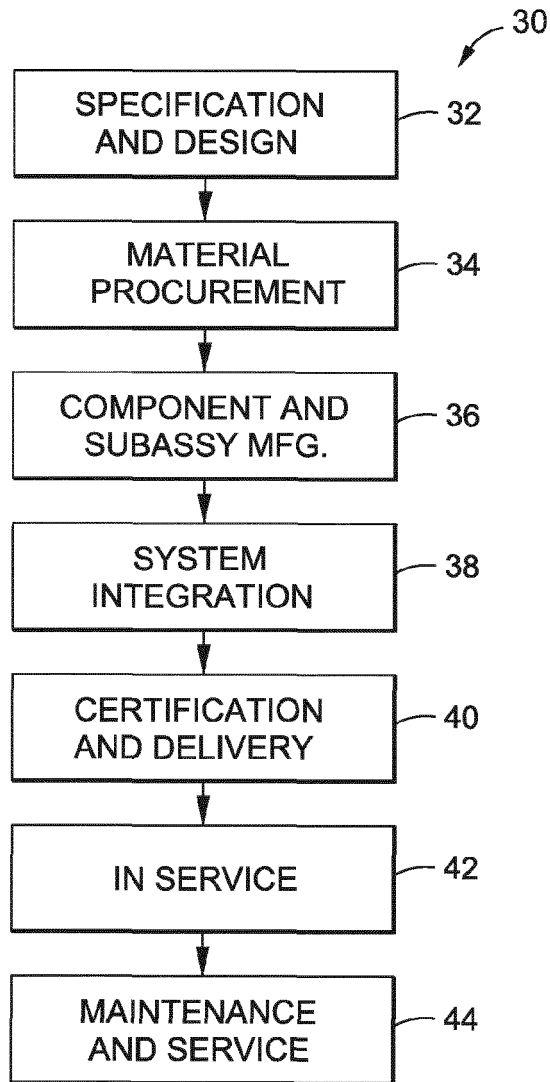 30
SPECIFICATION
AND DESIGN
32
MATERIAL
PROCUREMENT
34
COMPONENT AND
SUBASSY MFG.
36
SYSTEM
INTEGRATION
38
CERTIFICATION
AND DELIVERY
40
IN SERVICE
42
MAINTENANCE
AND SERVICE
44